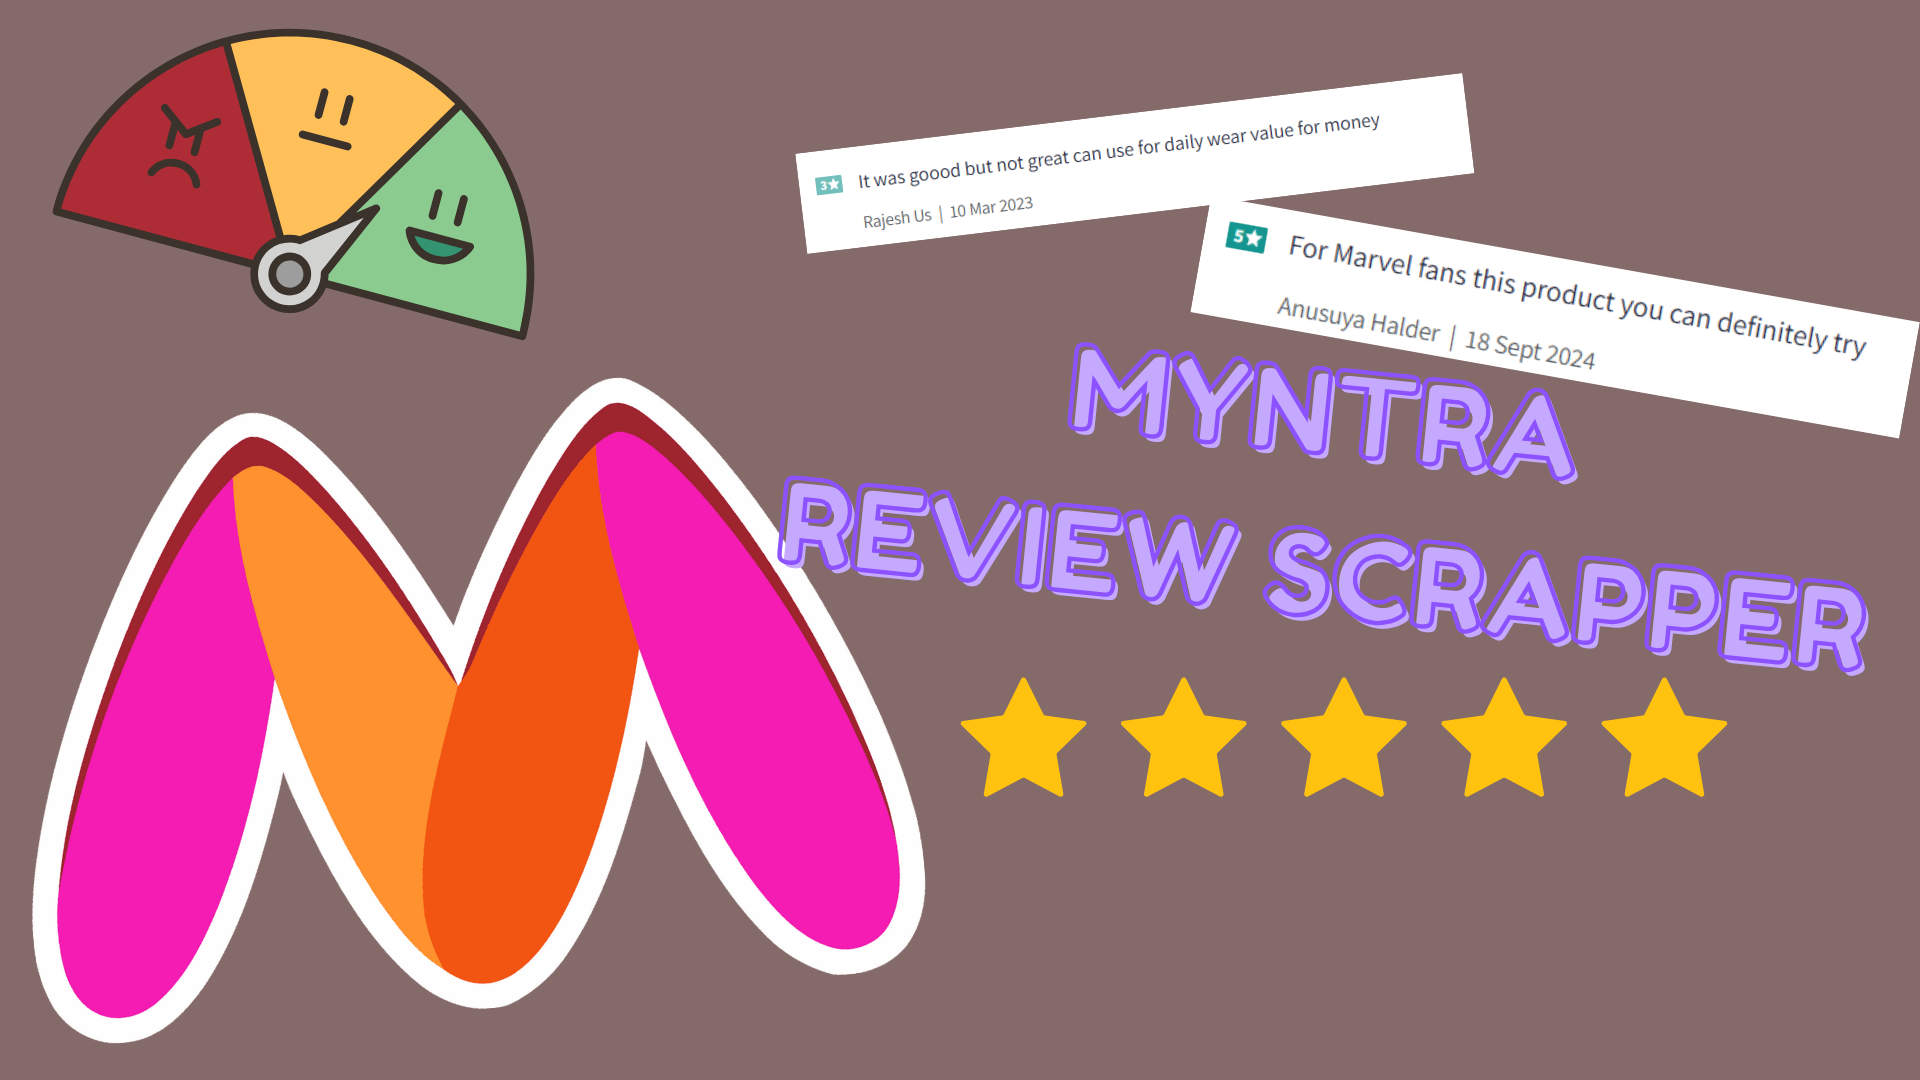 3★ It was goood but not great can use for daily wear value for money
Rajesh Us | 10 Mar 2023
5★ For Marvel fans this product you can definitely try
Anusuya Halder | 18 Sept 2024
MYNTRA
REVIEW SCRAPPER